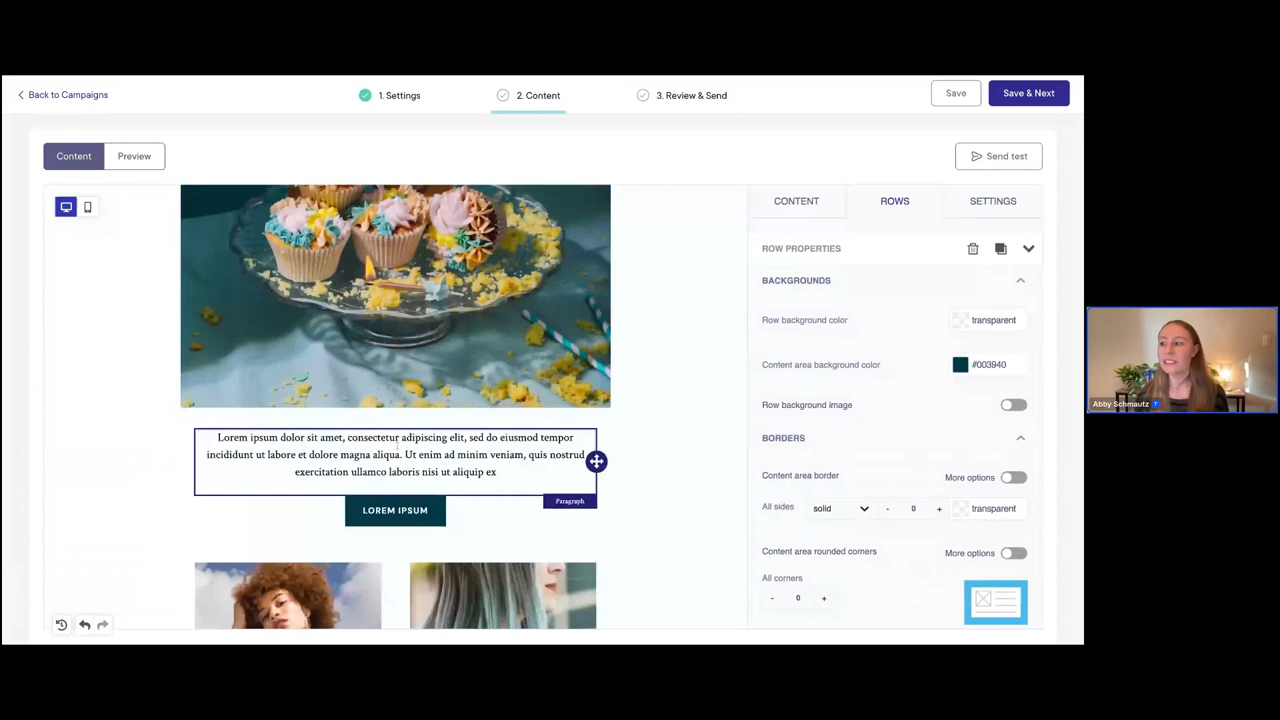 Back to Campaigns
1. Settings
2. Content
3. Review & Send
Save
Save & Next
Content
Preview
Send test
CONTENT
ROWS
SETTINGS
ROW PROPERTIES
BACKGROUNDS
Row background color
transparent
Content area background color
#003940
Row background image
BORDERS
Content area border
More options
All sides
solid
- 0 +
transparent
Content area rounded corners
More options
All corners
- 0 +
Lorem ipsum dolor sit amet, consectetur adipiscing elit, sed do eiusmod tempor
incididunt ut labore et dolore magna aliqua. Ut enim ad minim veniam, quis nostrud
exercitation ullamco laboris nisi ut aliquip ex
Paragraph
LOREM IPSUM
Abby Schmautz